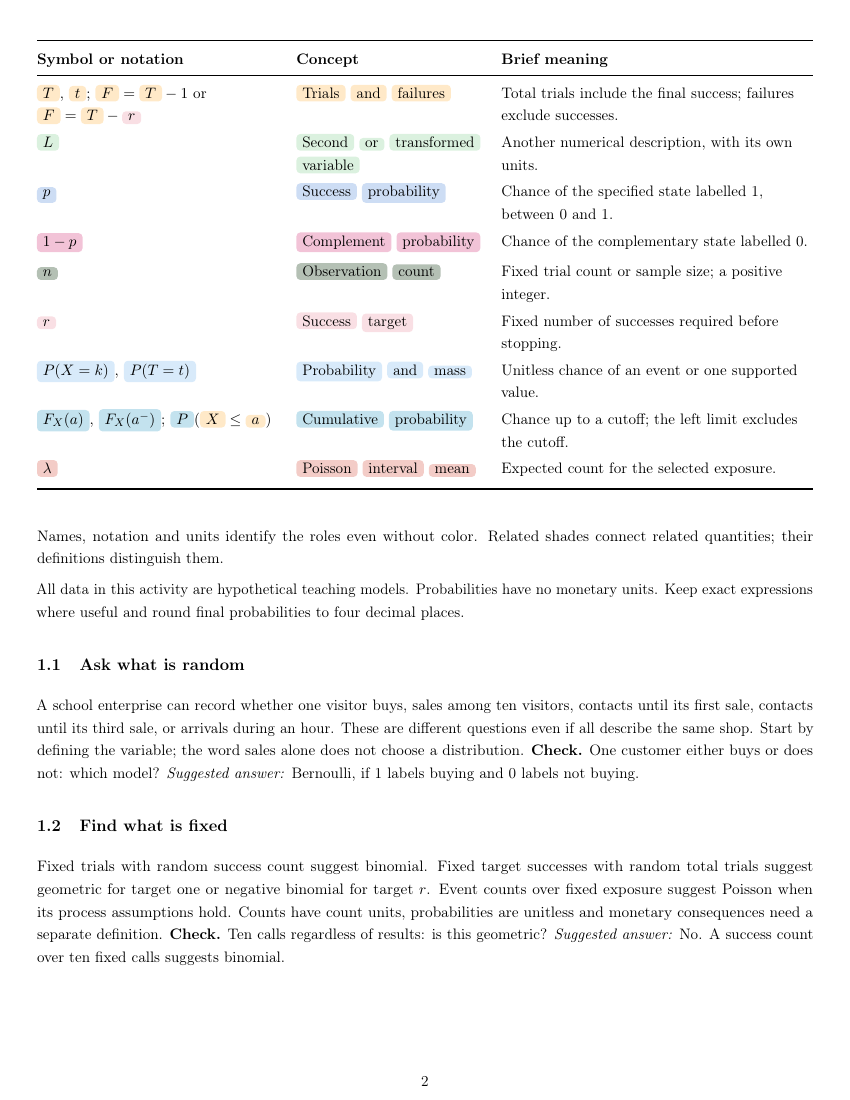 Symbol or notation Concept Brief meaning
T, t; F = T − 1 or Trials and failures Total trials include the final success; failures
F = T − r exclude successes.
L Second or transformed Another numerical description, with its own
variable units.
p Success probability Chance of the specified state labelled 1,
between 0 and 1.
1 − p Complement probability Chance of the complementary state labelled 0.
n Observation count Fixed trial count or sample size; a positive
integer.
r Success target Fixed number of successes required before
stopping.
P(X = k), P(T = t) Probability and mass Unitless chance of an event or one supported
value.
F_X(a), F_X(a⁻); P(X ≤ a) Cumulative probability Chance up to a cutoff; the left limit excludes
the cutoff.
λ Poisson interval mean Expected count for the selected exposure.
Names, notation and units identify the roles even without color. Related shades connect related quantities; their
definitions distinguish them.
All data in this activity are hypothetical teaching models. Probabilities have no monetary units. Keep exact expressions
where useful and round final probabilities to four decimal places.
1.1 Ask what is random
A school enterprise can record whether one visitor buys, sales among ten visitors, contacts until its first sale, contacts
until its third sale, or arrivals during an hour. These are different questions even if all describe the same shop. Start by
defining the variable; the word sales alone does not choose a distribution. Check. One customer either buys or does
not: which model? Suggested answer: Bernoulli, if 1 labels buying and 0 labels not buying.
1.2 Find what is fixed
Fixed trials with random success count suggest binomial. Fixed target successes with random total trials suggest
geometric for target one or negative binomial for target r. Event counts over fixed exposure suggest Poisson when
its process assumptions hold. Counts have count units, probabilities are unitless and monetary consequences need a
separate definition. Check. Ten calls regardless of results: is this geometric? Suggested answer: No. A success count
over ten fixed calls suggests binomial.
2